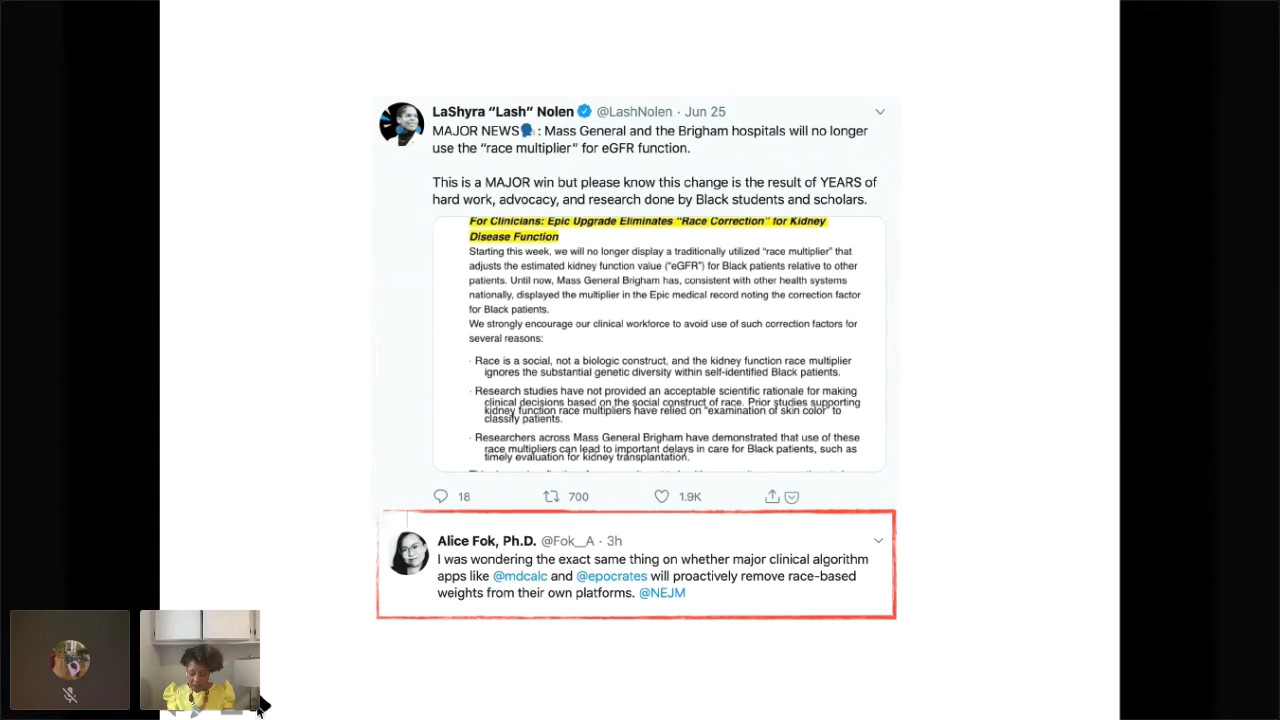 LaShyra “Lash” Nolen @LashNolen · Jun 25
MAJOR NEWS🗣: Mass General and the Brigham hospitals will no longer
use the “race multiplier” for eGFR function.
This is a MAJOR win but please know this change is the result of YEARS of
hard work, advocacy, and research done by Black students and scholars.
For Clinicians: Epic Upgrade Eliminates “Race Correction” for Kidney
Disease Function
Starting this week, we will no longer display a traditionally utilized “race multiplier” that
adjusts the estimated kidney function value (“eGFR”) for Black patients relative to other
patients. Until now, Mass General Brigham has, consistent with other health systems
nationally, displayed the multiplier in the Epic medical record noting the correction factor
for Black patients.
We strongly encourage our clinical workforce to avoid use of such correction factors for
several reasons:
· Race is a social, not a biologic construct, and the kidney function race multiplier
ignores the substantial genetic diversity within self-identified Black patients.
· Research studies have not provided an acceptable scientific rationale for making
clinical decisions based on the social construct of race. Prior studies supporting
kidney function race multipliers have relied on “examination of skin color” to
classify patients.
· Researchers across Mass General Brigham have demonstrated that use of these
race multipliers can lead to important delays in care for Black patients, such as
timely evaluation for kidney transplantation.
18 700 1.9K
Alice Fok, Ph.D. @Fok__A · 3h
I was wondering the exact same thing on whether major clinical algorithm
apps like @mdcalc and @epocrates will proactively remove race-based
weights from their own platforms. @NEJM